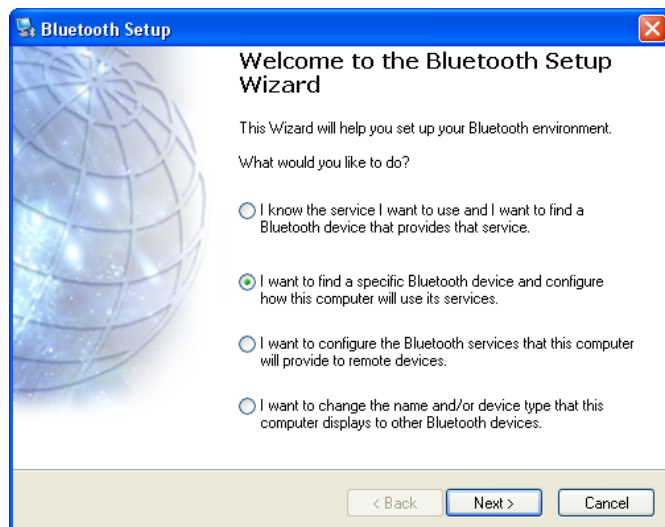 Bluetooth Setup
Welcome to the Bluetooth Setup
Wizard
This Wizard will help you set up your Bluetooth environment.
What would you like to do?
I know the service I want to use and I want to find a
Bluetooth device that provides that service.
I want to find a specific Bluetooth device and configure
how this computer will use its services.
I want to configure the Bluetooth services that this computer
will provide to remote devices.
I want to change the name and/or device type that this
computer displays to other Bluetooth devices.
< Back Next > Cancel